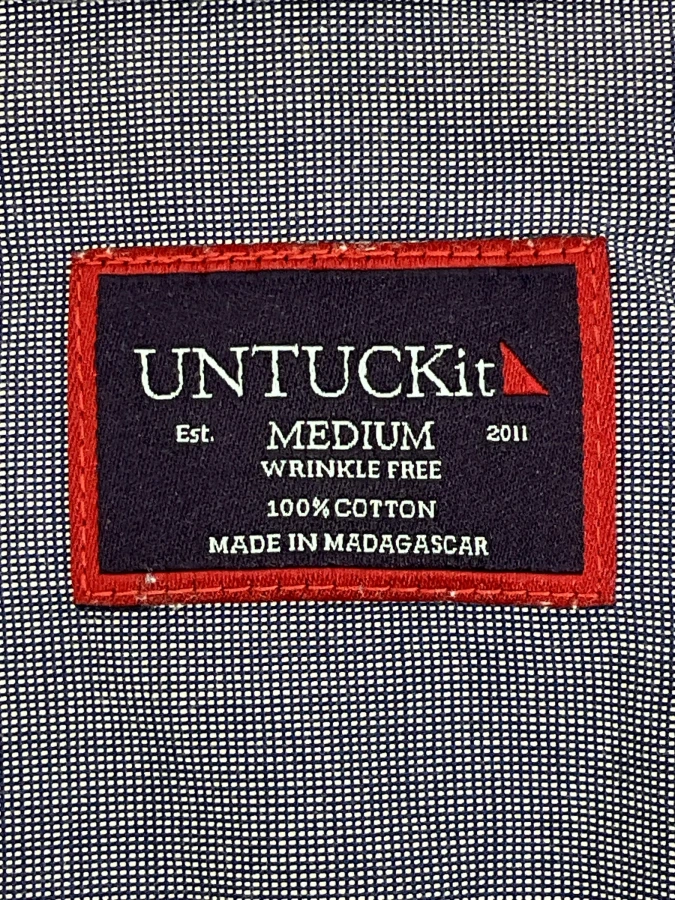 UNTUCKit
Est. MEDIUM 2011
WRINKLE FREE
100% COTTON
MADE IN MADAGASCAR